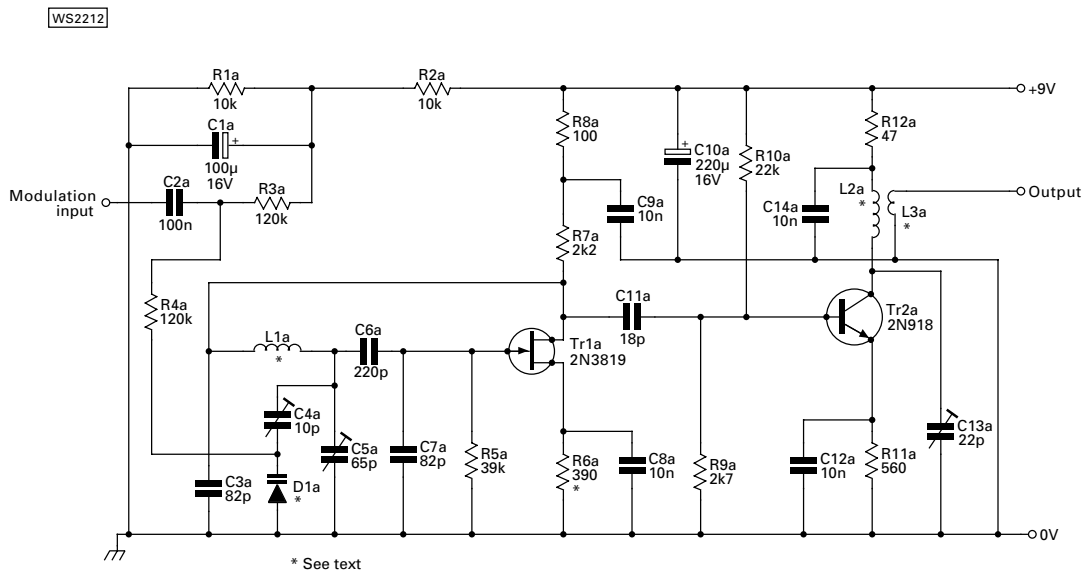 WS2212
R1a
10k
R2a
10k
+9V
R8a
100
R12a
47
C1a
+
100µ
16V
+
C10a
220µ
16V
R10a
22k
Modulation
input
C2a
100n
R3a
120k
C9a
10n
C14a
10n
L2a
*
L3a
*
Output
R7a
2k2
R4a
120k
C11a
18p
Tr2a
2N918
L1a
*
C6a
220p
Tr1a
2N3819
C4a
10p
C5a
65p
C7a
82p
R5a
39k
R6a
390
*
C8a
10n
R9a
2k7
C12a
10n
R11a
560
C13a
22p
C3a
82p
D1a
*
0V
* See text